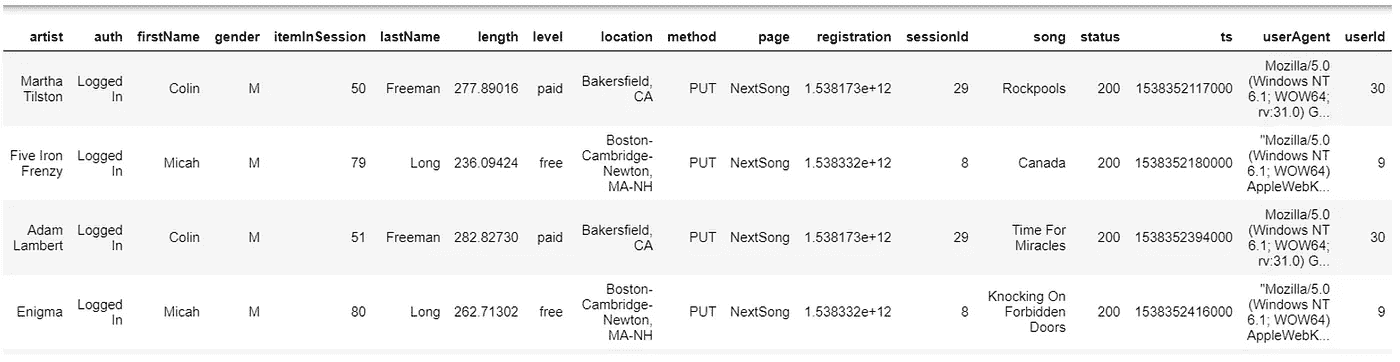 artist auth firstName gender itemInSession lastName length level location method page registration sessionId song status ts userAgent userId
Martha Tilston Logged In Colin M 50 Freeman 277.89016 paid Bakersfield, CA PUT NextSong 1.538173e+12 29 Rockpools 200 1538352117000 Mozilla/5.0 (Windows NT 6.1; WOW64; rv:31.0) G... 30
Five Iron Frenzy Logged In Micah M 79 Long 236.09424 free Boston-Cambridge-Newton, MA-NH PUT NextSong 1.538332e+12 8 Canada 200 1538352180000 "Mozilla/5.0 (Windows NT 6.1; WOW64) AppleWebK... 9
Adam Lambert Logged In Colin M 51 Freeman 282.82730 paid Bakersfield, CA PUT NextSong 1.538173e+12 29 Time For Miracles 200 1538352394000 Mozilla/5.0 (Windows NT 6.1; WOW64; rv:31.0) G... 30
Enigma Logged In Micah M 80 Long 262.71302 free Boston-Cambridge-Newton, MA-NH PUT NextSong 1.538332e+12 8 Knocking On Forbidden Doors 200 1538352416000 "Mozilla/5.0 (Windows NT 6.1; WOW64) AppleWebK... 9